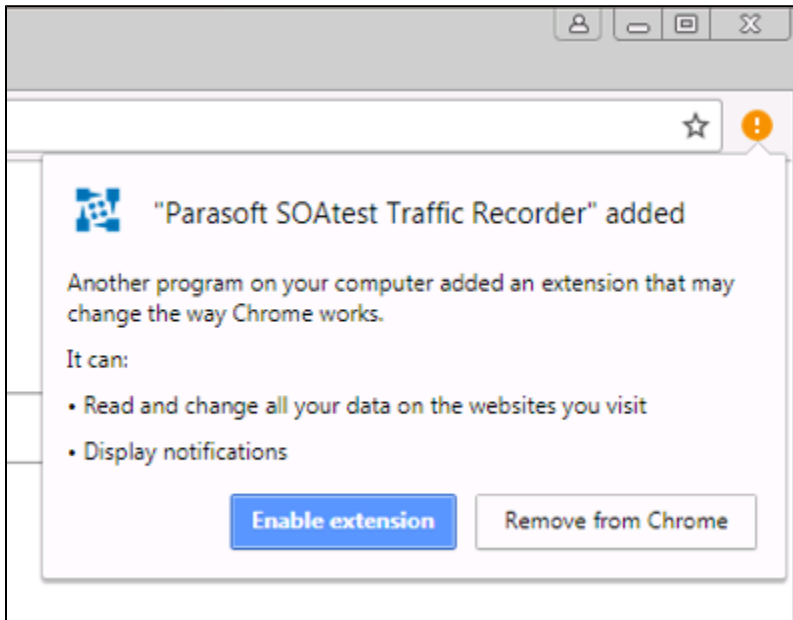 "Parasoft SOAtest Traffic Recorder" added
Another program on your computer added an extension that may
change the way Chrome works.
It can:
• Read and change all your data on the websites you visit
• Display notifications
Enable extension
Remove from Chrome